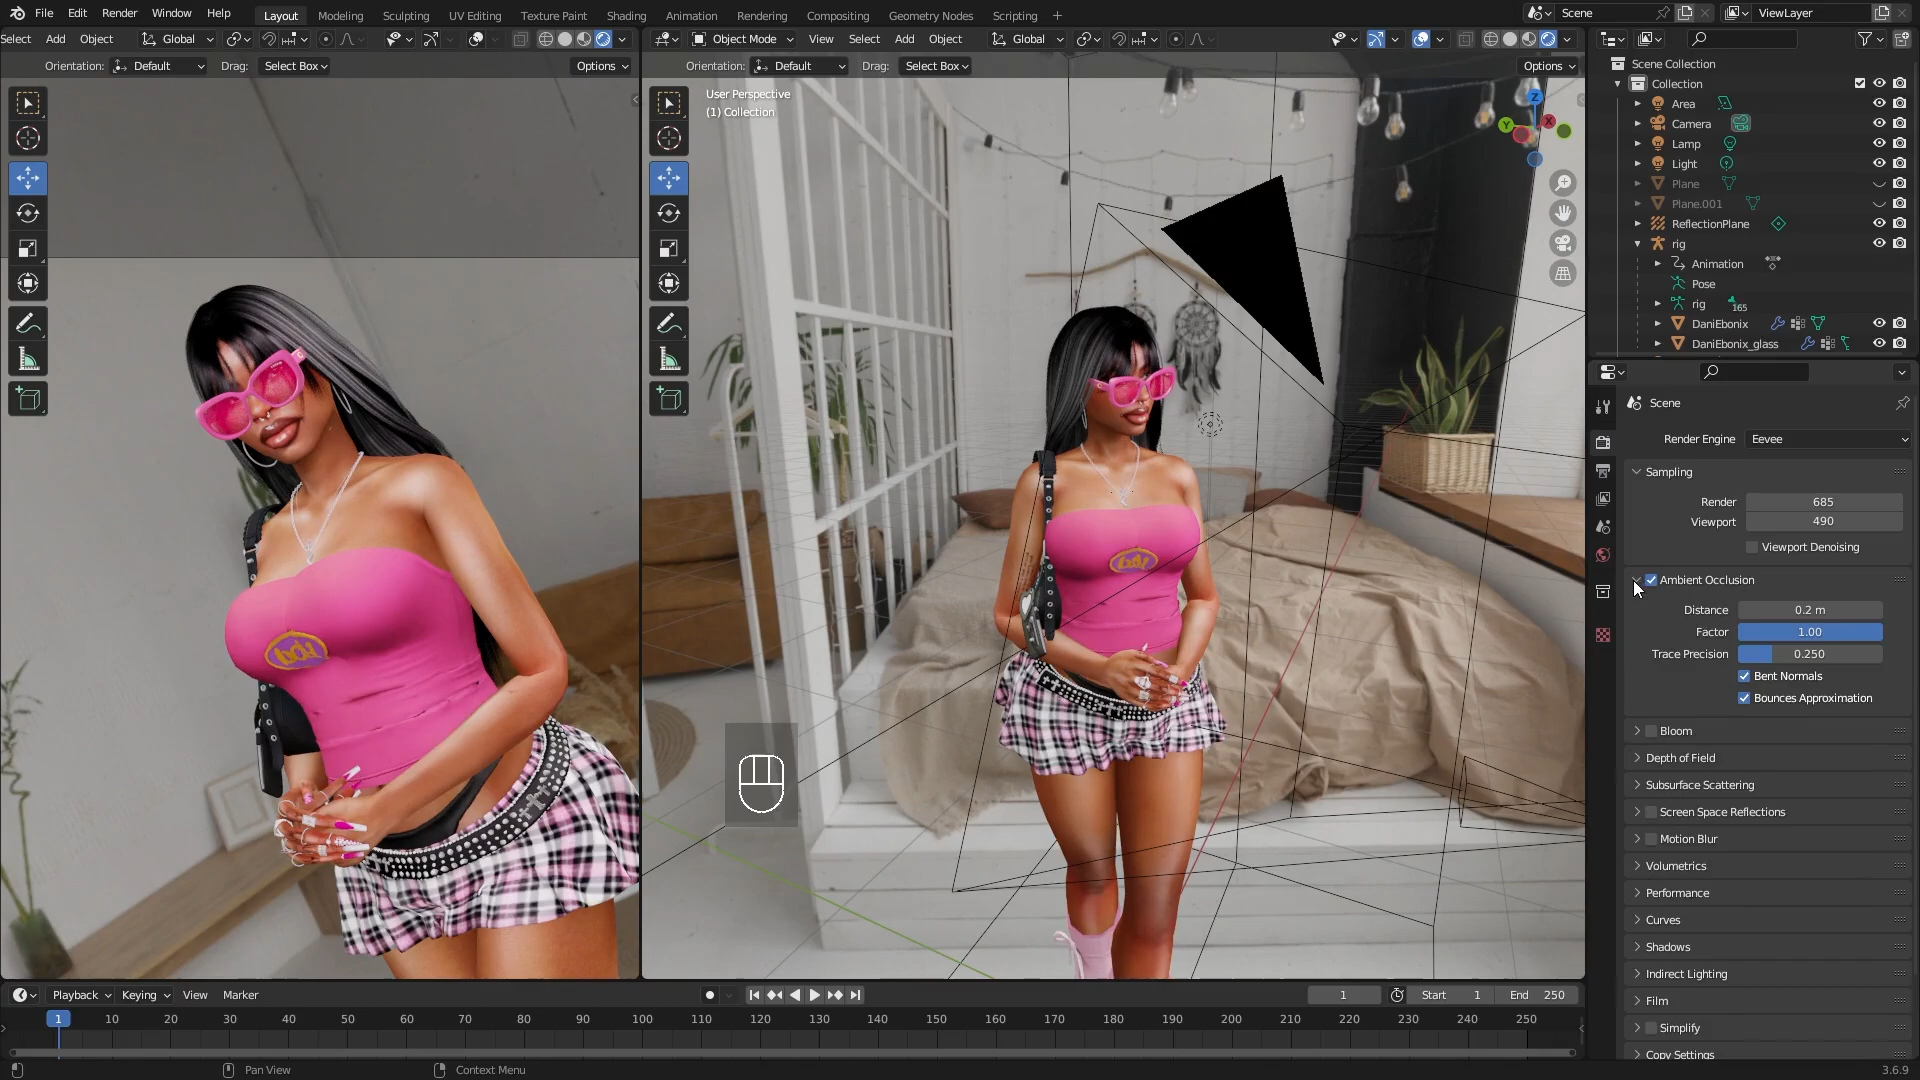 File Edit Render Window Help Layout Modeling Sculpting UV Editing Texture Paint Shading Animation Rendering Compositing Geometry Nodes Scripting + Scene ViewLayer
Select Add Object Global Object Mode View Select Add Object Global
Orientation: Default Drag: Select Box Options Orientation: Default Drag: Select Box Options
Scene Collection
Collection
Area
Camera
Lamp
Light
Plane
Plane.001
ReflectionPlane
rig
Animation
Pose
rig 165
DaniEbonix
DaniEbonix_glass
User Perspective
(1) Collection
Z
Y X
Scene
Render Engine Eevee
Sampling
Render 685
Viewport 490
Viewport Denoising
Ambient Occlusion
Distance 0.2 m
Factor 1.00
Trace Precision 0.250
Bent Normals
Bounces Approximation
Bloom
Depth of Field
Subsurface Scattering
Screen Space Reflections
Motion Blur
Volumetrics
Performance
Curves
Shadows
Indirect Lighting
Film
Simplify
Copy Settings
Playback Keying View Marker 1 Start 1 End 250
1 10 20 30 40 50 60 70 80 90 100 110 120 130 140 150 160 170 180 190 200 210 220 230 240 250
Pan View Context Menu 3.6.9